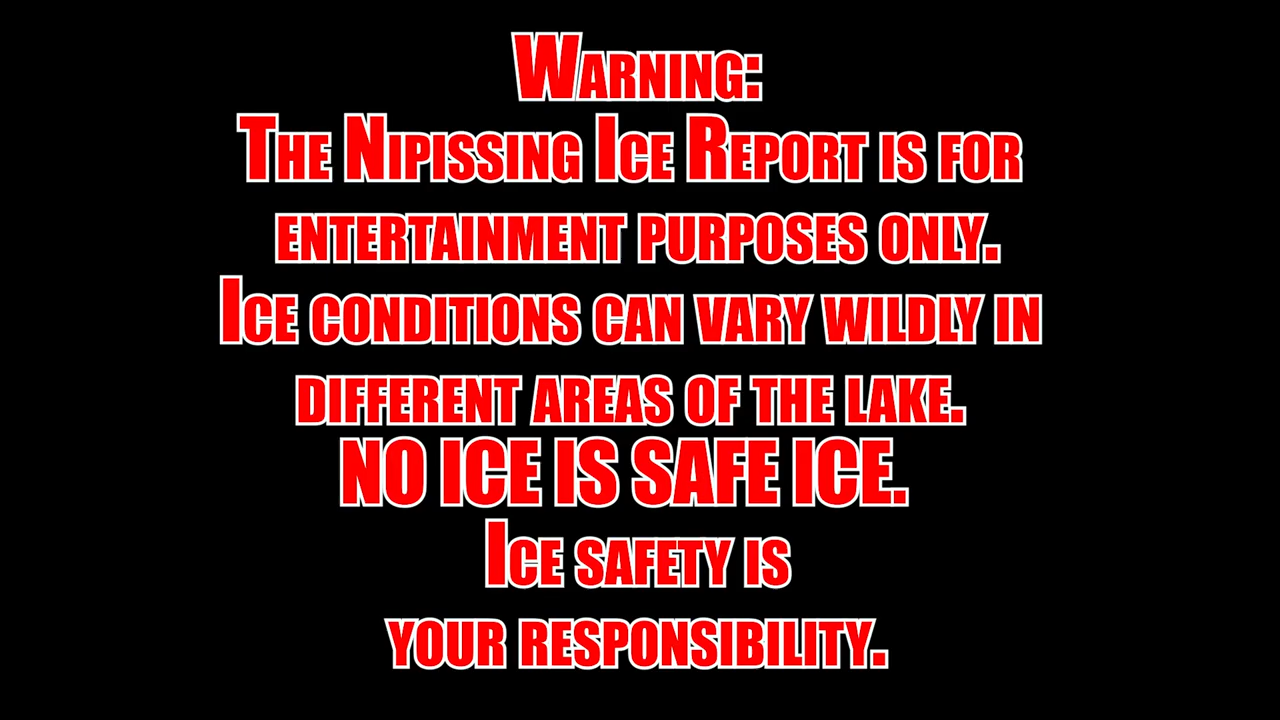 Warning:
The Nipissing Ice Report is for
entertainment purposes only.
Ice conditions can vary wildly in
different areas of the lake.
NO ICE IS SAFE ICE.
Ice safety is
your responsibility.